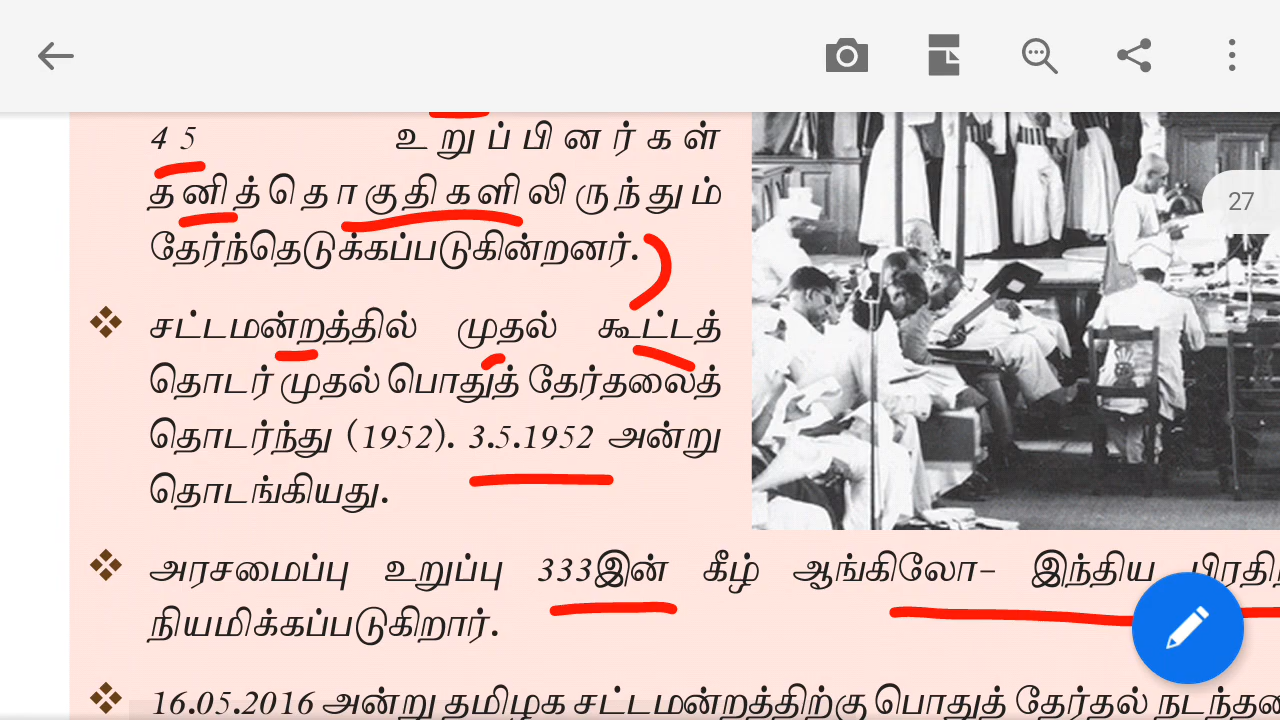 27
4 5 உறுப்பினர்கள்
தனித்தொகுதிகளிலிருந்தும்
தேர்ந்தெடுக்கப்படுகின்றனர்.
❖ சட்டமன்றத்தில் முதல் கூட்டத்
தொடர் முதல் பொதுத் தேர்தலைத்
தொடர்ந்து (1952). 3.5.1952 அன்று
தொடங்கியது.
❖ அரசமைப்பு உறுப்பு 333இன் கீழ் ஆங்கிலோ- இந்திய
நியமிக்கப்படுகிறார்.
❖ 16.05.2016 அன்று தமிழக சட்டமன்றத்திற்கு பொதுத் தேர்தல்